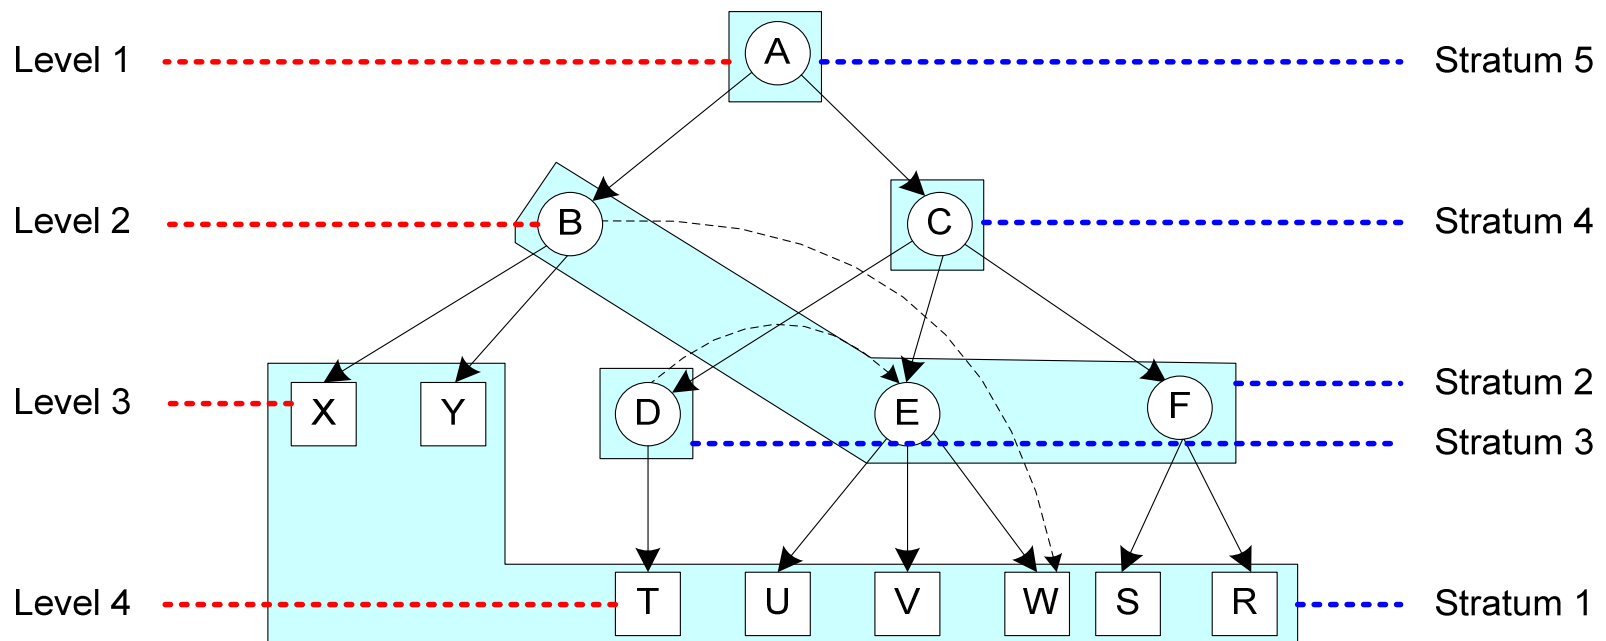 Level 1 A Stratum 5
Level 2 B C Stratum 4
Stratum 2
Level 3 X Y D E F
Stratum 3
Level 4 T U V W S R Stratum 1